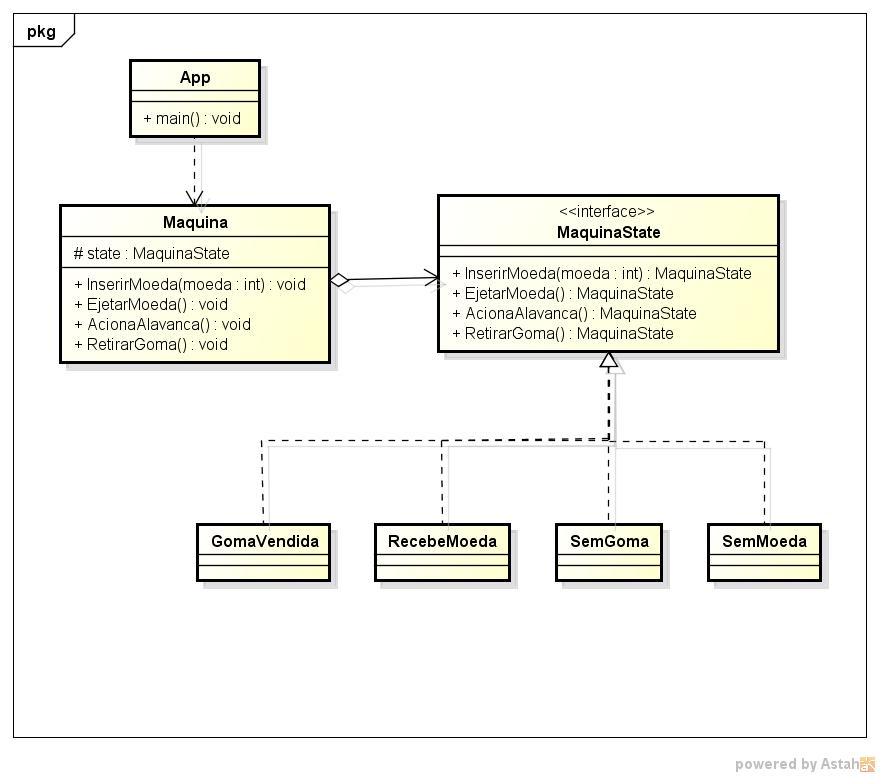 pkg
App
+ main() : void
Maquina
# state : MaquinaState
+ InserirMoeda(moeda : int) : void
+ EjetarMoeda() : void
+ AcionaAlavanca() : void
+ RetirarGoma() : void
<<interface>>
MaquinaState
+ InserirMoeda(moeda : int) : MaquinaState
+ EjetarMoeda() : MaquinaState
+ AcionaAlavanca() : MaquinaState
+ RetirarGoma() : MaquinaState
GomaVendida
RecebeMoeda
SemGoma
SemMoeda
powered by Astah